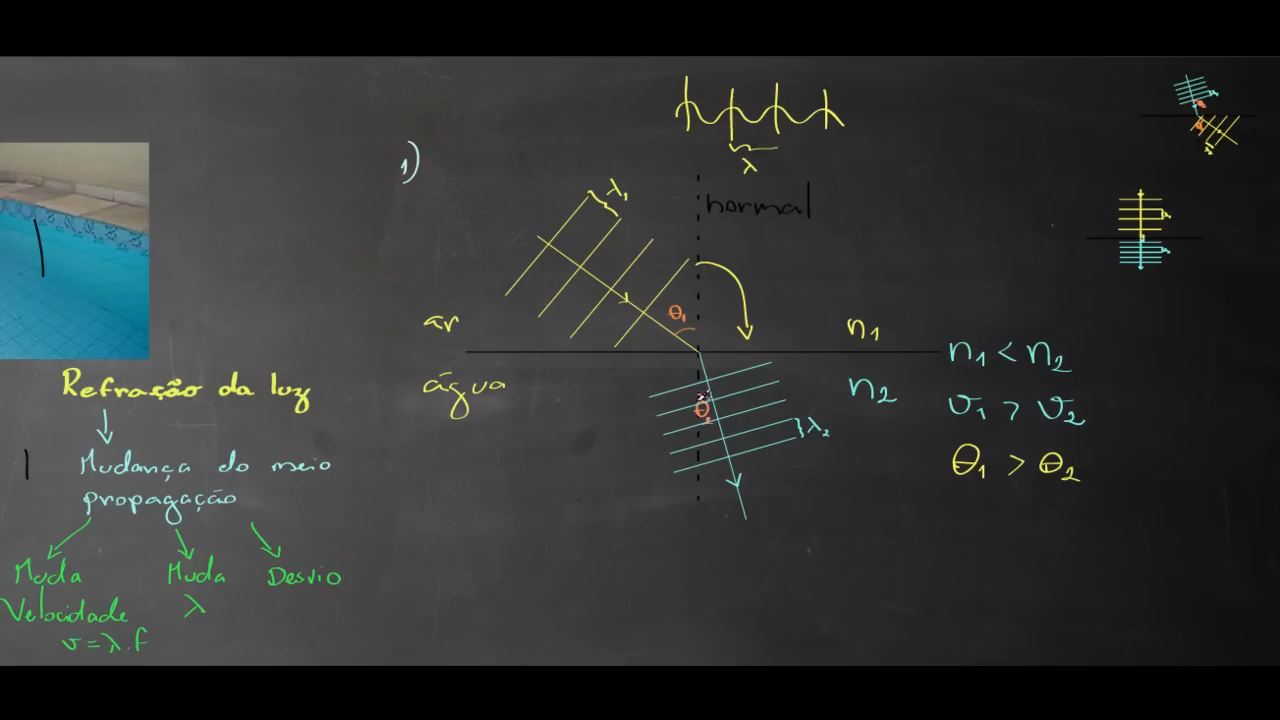 Refração da luz
Mudança do meio
propagação
Muda
Velocidade
v = λ.f
Muda
λ
Desvio
1)
λ
λ₁
normal
θ₁
ar
água
n₁
n₂
θ₂
λ₂
n₁ < n₂
v₁ > v₂
θ₁ > θ₂